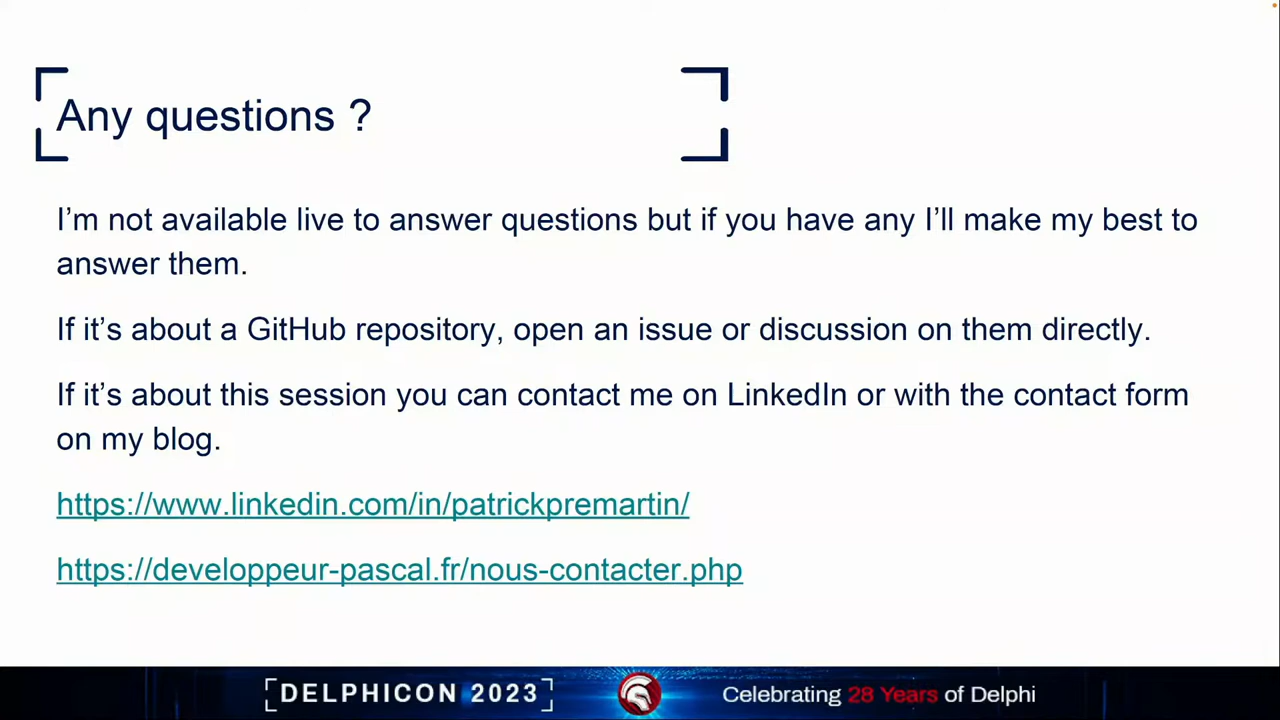 Any questions ?
I’m not available live to answer questions but if you have any I’ll make my best to
answer them.
If it’s about a GitHub repository, open an issue or discussion on them directly.
If it’s about this session you can contact me on LinkedIn or with the contact form
on my blog.
https://www.linkedin.com/in/patrickpremartin/
https://developpeur-pascal.fr/nous-contacter.php
[DELPHICON 2023]
Celebrating 28 Years of Delphi